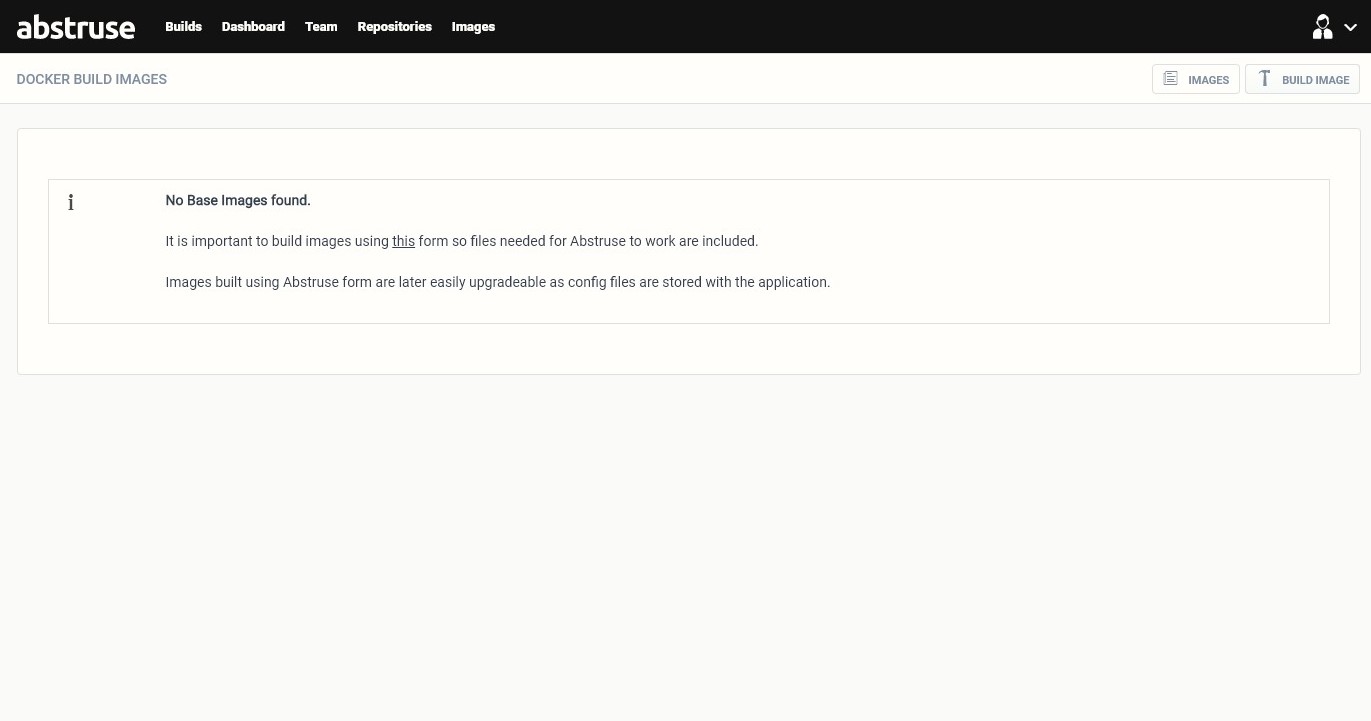 abstruse
Builds Dashboard Team Repositories Images
DOCKER BUILD IMAGES
IMAGES BUILD IMAGE
No Base Images found.
It is important to build images using this form so files needed for Abstruse to work are included.
Images built using Abstruse form are later easily upgradeable as config files are stored with the application.